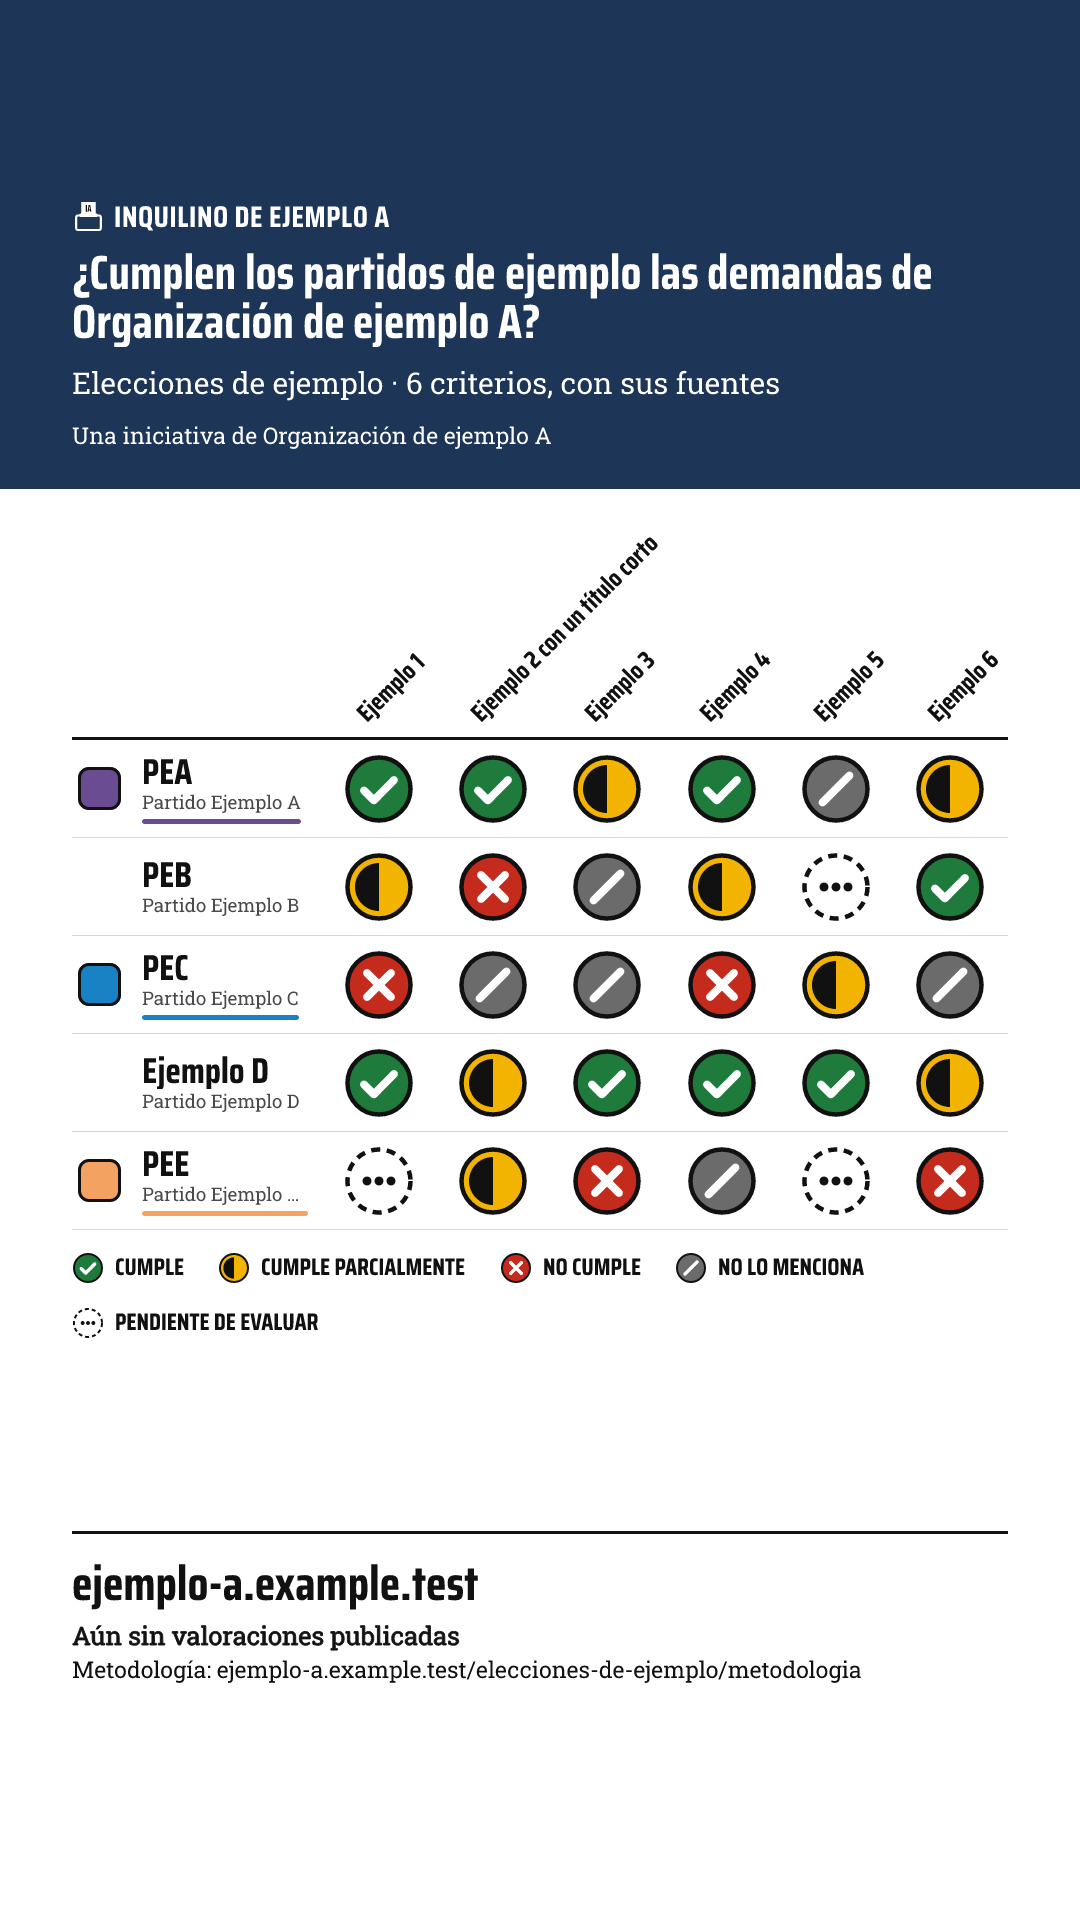 IA
INQUILINO DE EJEMPLO A
¿Cumplen los partidos de ejemplo las demandas de
Organización de ejemplo A?
Elecciones de ejemplo · 6 criterios, con sus fuentes
Una iniciativa de Organización de ejemplo A
Ejemplo 1
Ejemplo 2 con un título corto
Ejemplo 3
Ejemplo 4
Ejemplo 5
Ejemplo 6
PEA
Partido Ejemplo A
PEB
Partido Ejemplo B
PEC
Partido Ejemplo C
Ejemplo D
Partido Ejemplo D
PEE
Partido Ejemplo ...
CUMPLE
CUMPLE PARCIALMENTE
NO CUMPLE
NO LO MENCIONA
PENDIENTE DE EVALUAR
ejemplo-a.example.test
Aún sin valoraciones publicadas
Metodología: ejemplo-a.example.test/elecciones-de-ejemplo/metodologia